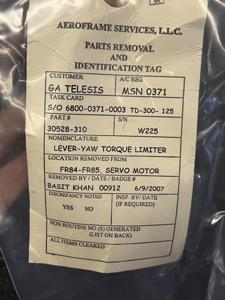 AEROFRAME SERVICES, L.L.C.
PARTS REMOVAL
AND
IDENTIFICATION TAG
CUSTOMER A/C REG
GA TELESIS MSN 0371
TASK CARD
S/O 6800-0371-0003 TD-300- 125
PART # S/N
30528-310 W225
NOMENCLATURE
LEVER-YAW TORQUE LIMITER
LOCATION REMOVED FROM
FR84-FR85, SERVO MOTOR
REMOVED BY / DATE / BADGE #
BASIT KHAN 00912 6/9/2007
DISCREPANCY NOTED INSP. BY/ DATE
YES NO (IF REQUIRED)
NON ROUTINE NO (S) GENERATED
(LIST ON BACK)
ALL ITEMS CLEARED